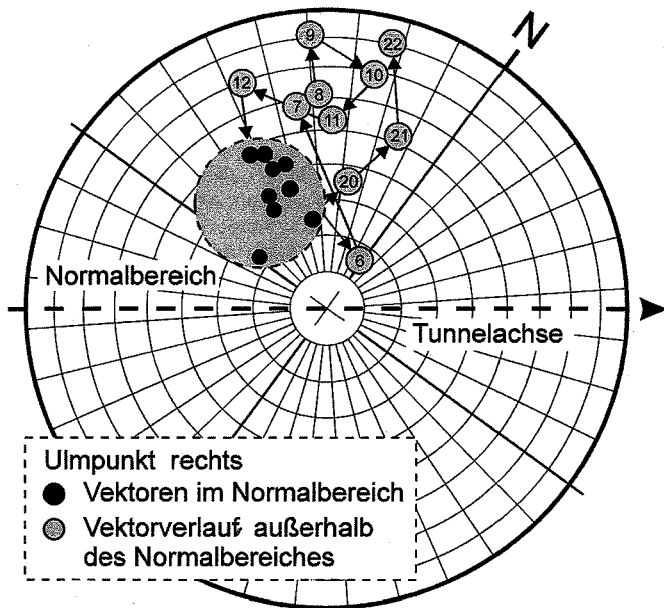 N
9
22
10
12
8
7
11
21
20
6
Normalbereich
Tunnelachse
Ulmpunkt rechts
Vektoren im Normalbereich
Vektorverlauf außerhalb
des Normalbereiches